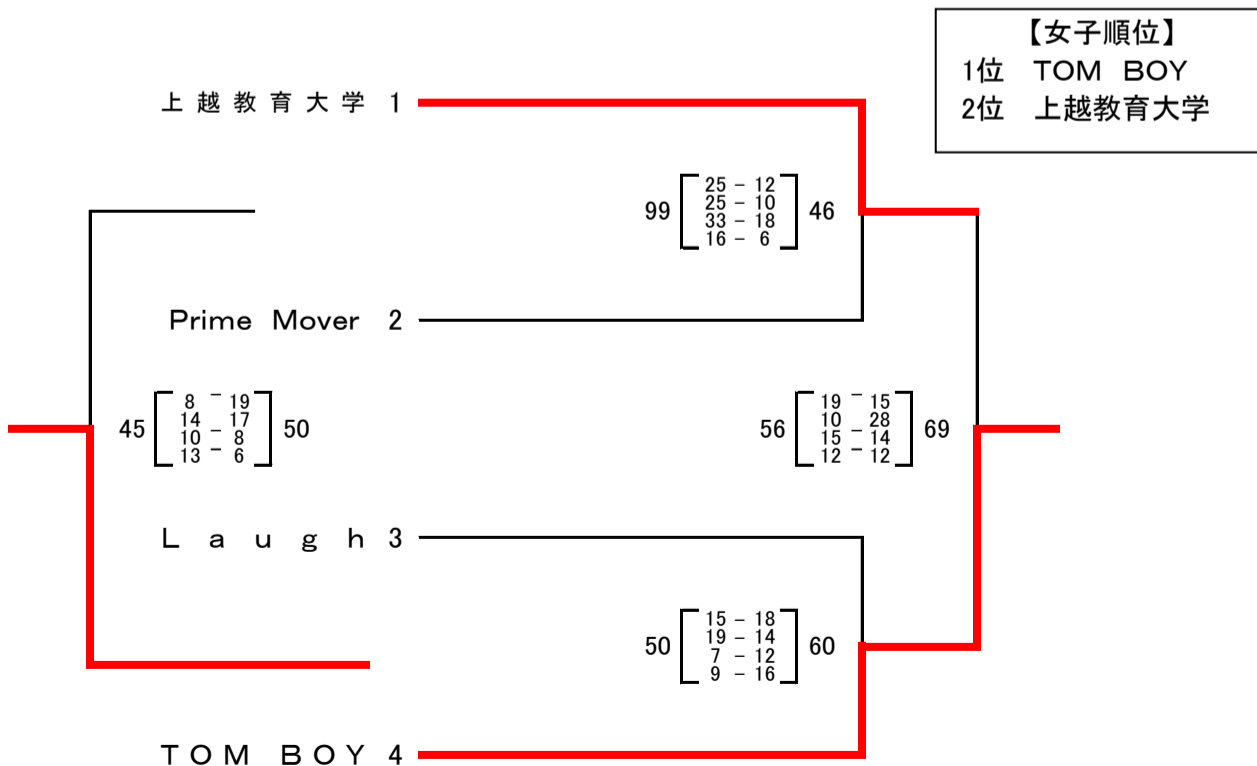 【女子順位】
1位 TOM BOY
2位 上越教育大学
上越教育大学 1
99 25 - 12 46
25 - 10
33 - 18
16 - 6
Prime Mover 2
45 8 - 19 50
14 - 17
10 - 8
13 - 6
56 19 - 15 69
10 - 28
15 - 14
12 - 12
Laugh 3
50 15 - 18 60
19 - 14
7 - 12
9 - 16
TOM BOY 4